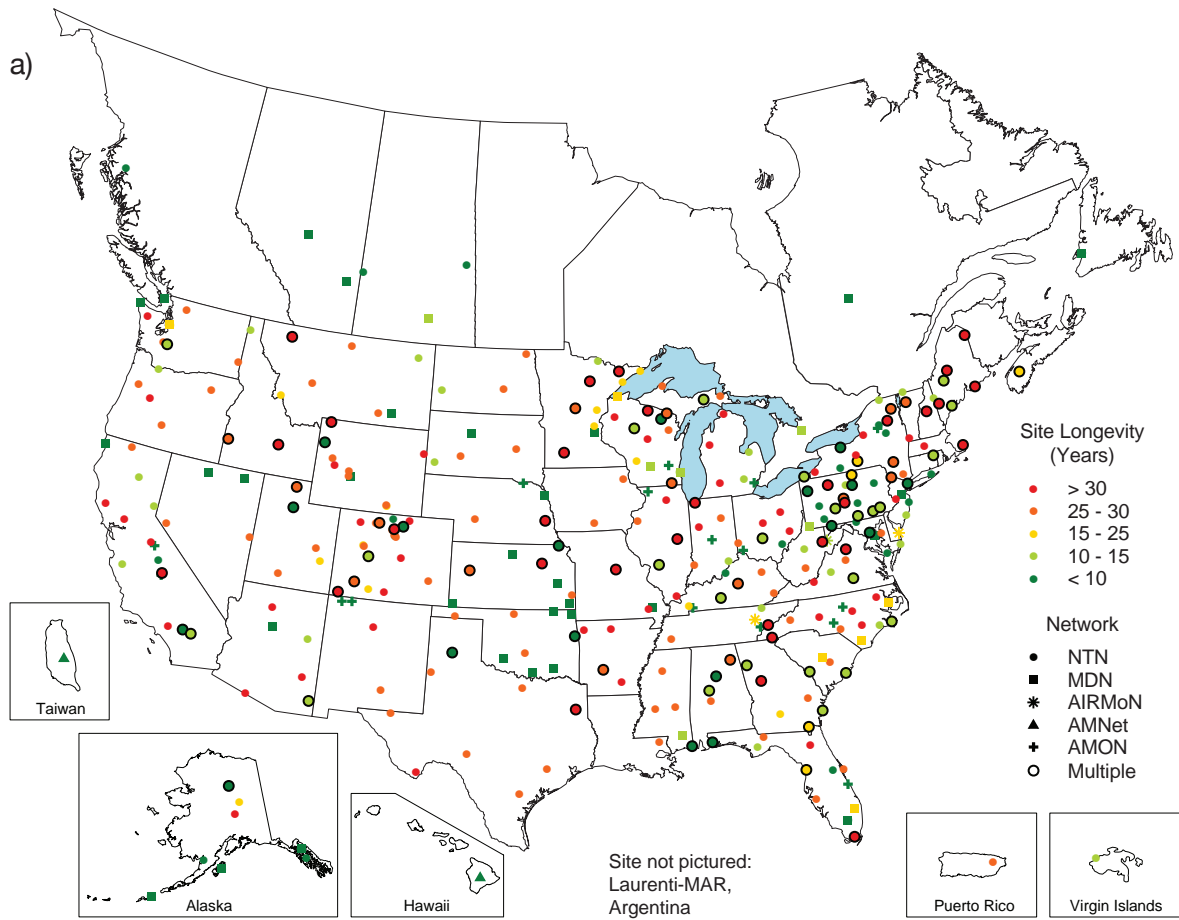 a)
Site Longevity
(Years)
> 30
25 - 30
15 - 25
10 - 15
< 10
Network
NTN
MDN
AIRMoN
AMNet
AMON
Multiple
Taiwan
Alaska
Hawaii
Site not pictured:
Laurenti-MAR,
Argentina
Puerto Rico
Virgin Islands